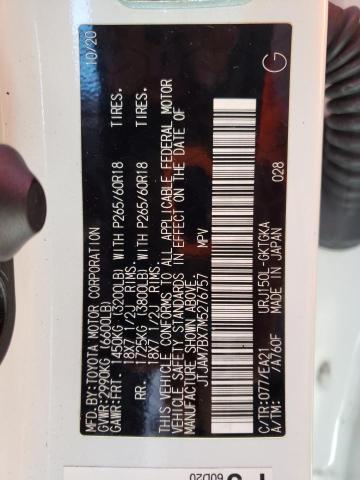 MFD.BY:TOYOTA MOTOR CORPORATION 10/20
GVWR:2990KG (6600LB)
GAWR:FRT. 1450KG (3200LB) WITH P265/60R18 TIRES.
18X7 1/2J RIMS.
RR. 1725KG (3800LB) WITH P265/60R18 TIRES.
18X7 1/2J RIMS.
THIS VEHICLE CONFORMS TO ALL APPLICABLE FEDERAL MOTOR
VEHICLE SAFETY STANDARDS IN EFFECT ON THE DATE OF
MANUFACTURE SHOWN ABOVE.
JTJAM7BX7M5276757 MPV
C/TR:077/EA21 URJ150L-GKTGKA 028
A/TM: /A760F MADE IN JAPAN
G
60D20